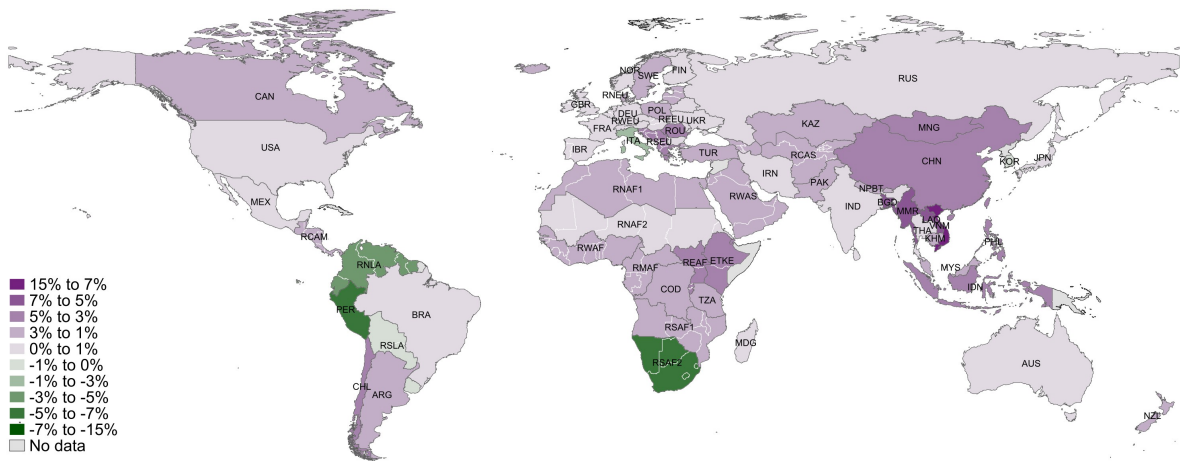 NOR
SWE
FIN
RUS
RNEU
GBR
CAN
DEU
POL
RWEU
REEU
UKR
FRA
ROU
KAZ
MNG
ITA
RSEU
USA
IBR
TUR
RCAS
CHN
KOR
JPN
IRN
PAK
NPBT
RNAF1
RWAS
MEX
IND
BGD
MMR
LAO
RNAF2
VNM
THA
RCAM
KHM
PHL
RWAF
RNLA
REAF
ETKE
RMAF
MYS
COD
IDN
TZA
PER
BRA
RSAF1
RSLA
MDG
RSAF2
AUS
CHL
ARG
NZL
15% to 7%
7% to 5%
5% to 3%
3% to 1%
0% to 1%
-1% to 0%
-1% to -3%
-3% to -5%
-5% to -7%
-7% to -15%
No data